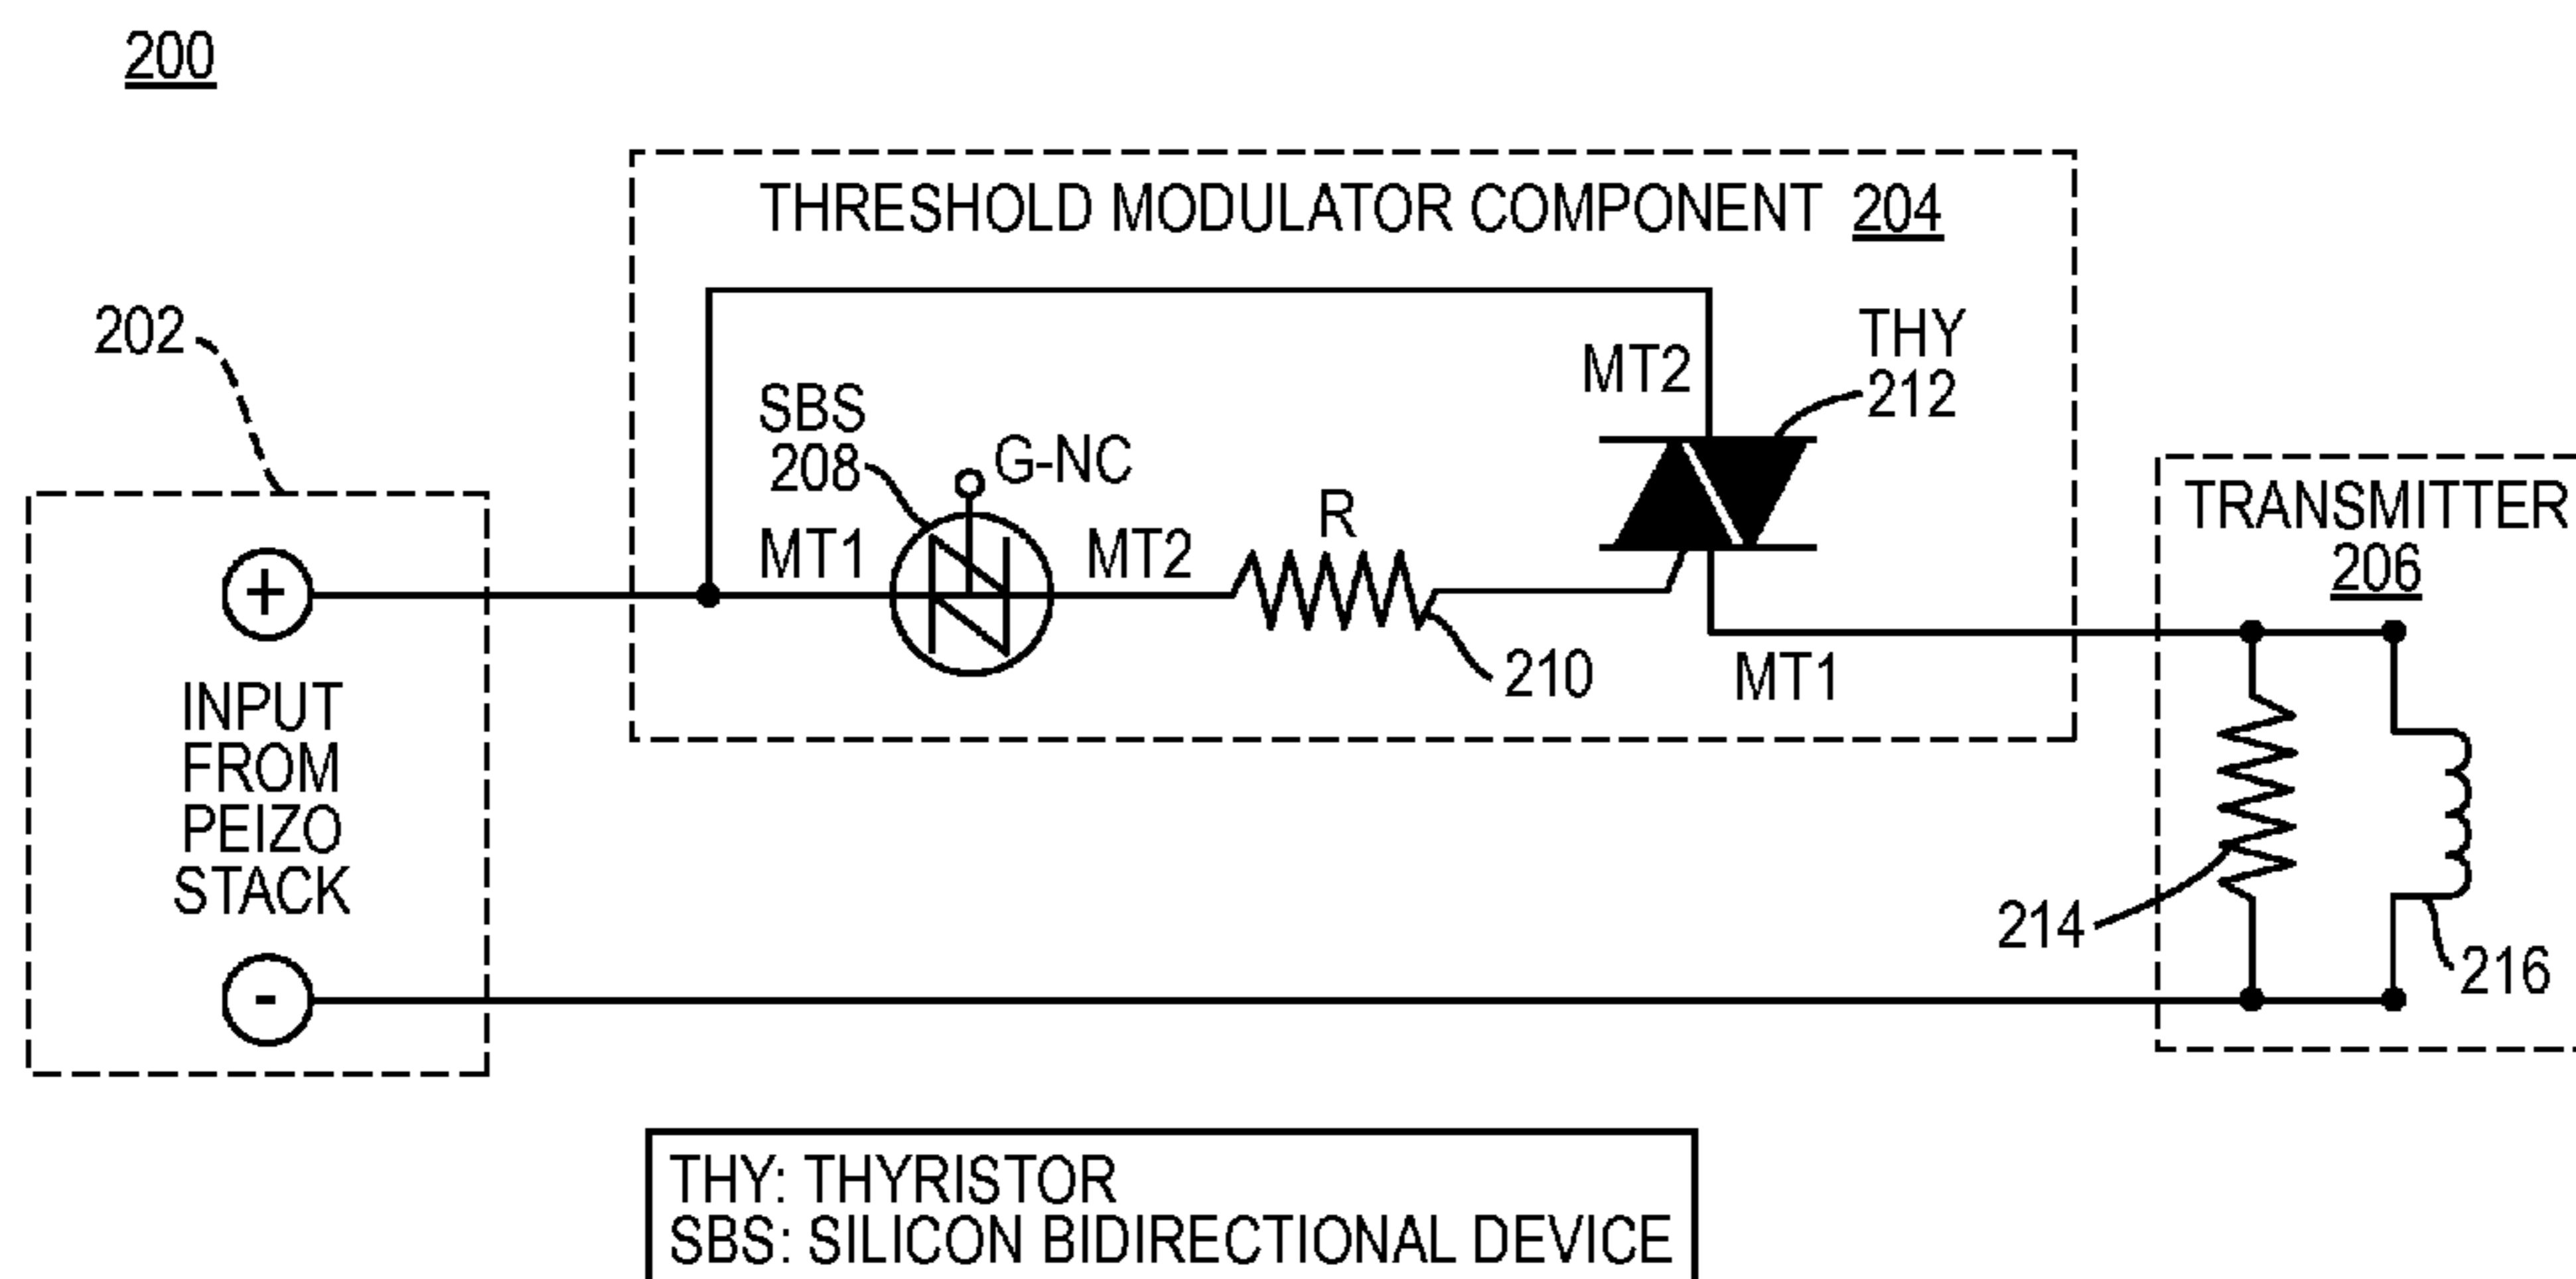 200
THRESHOLD MODULATOR COMPONENT 204
202
THY
212
MT2
SBS
208
G-NC
MT1
MT2
R
210
MT1
TRANSMITTER
206
+
INPUT
FROM
PEIZO
STACK
-
214
216
THY: THYRISTOR
SBS: SILICON BIDIRECTIONAL DEVICE